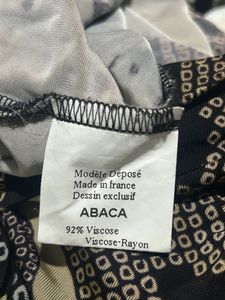 Modèle Déposé
Made in france
Dessin exclusif
ABACA
92% Viscose
Viscose-Rayon